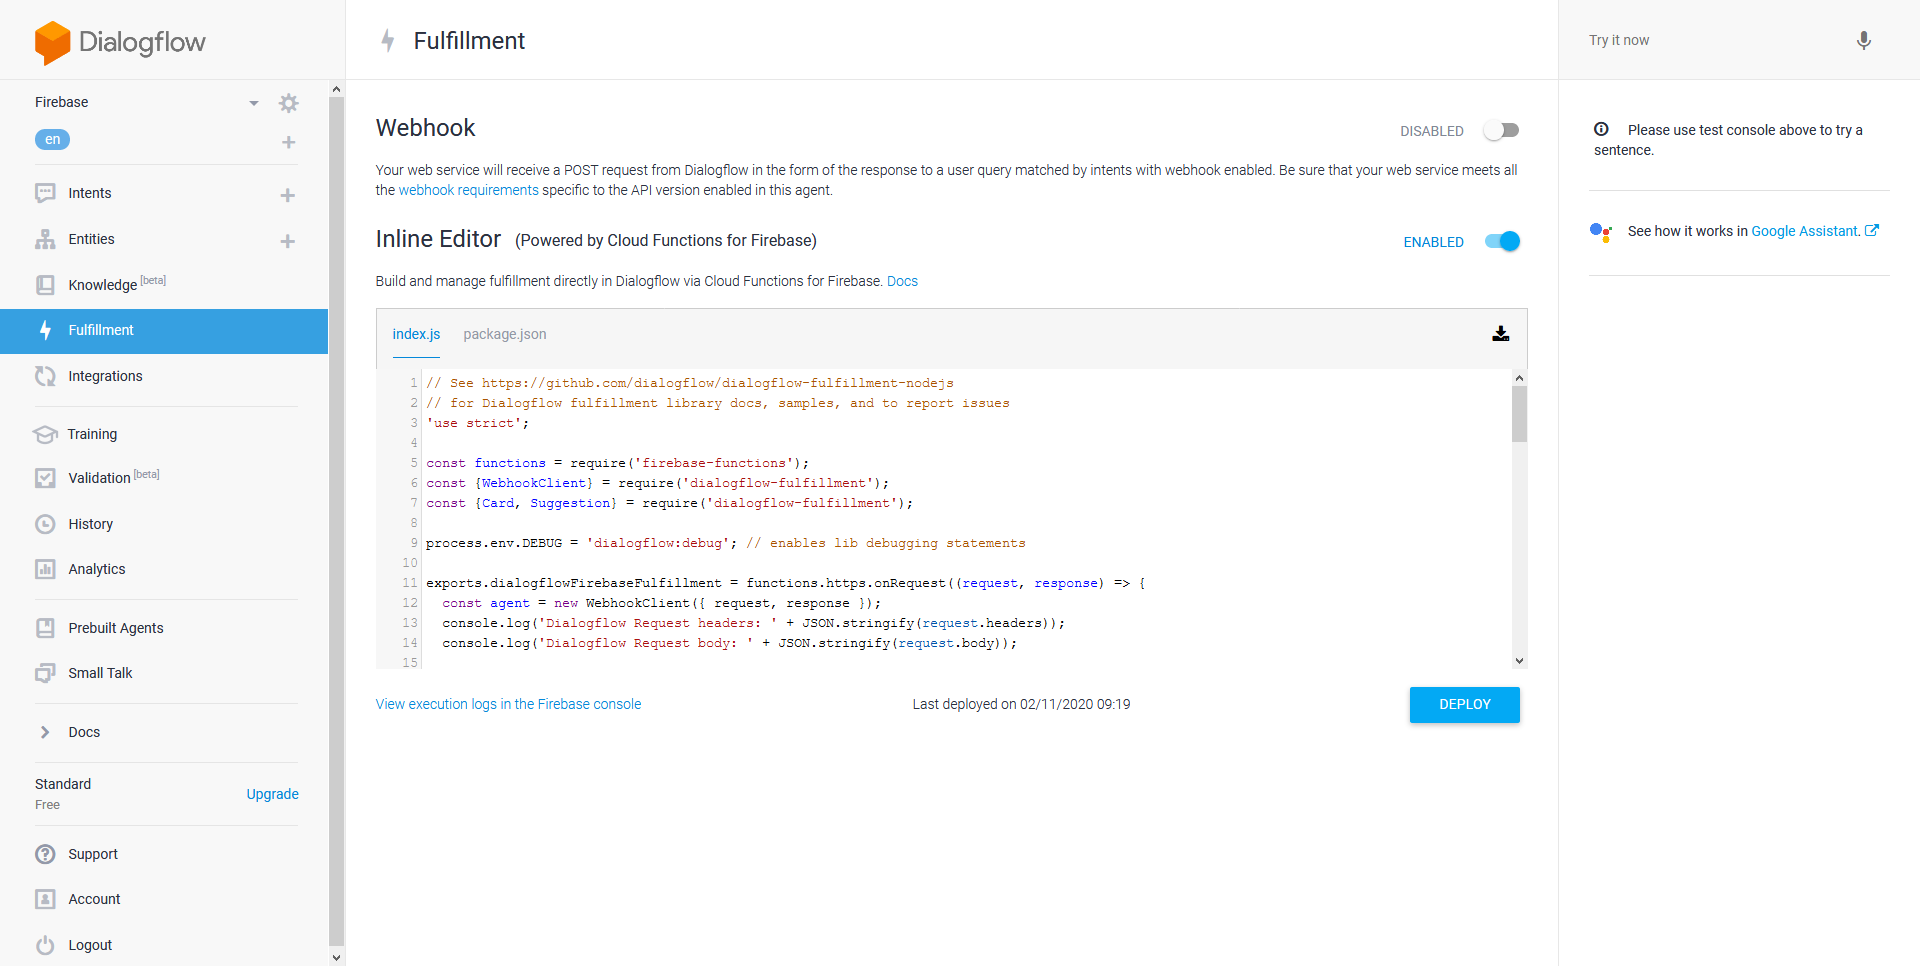 Dialogflow
Firebase
en
Intents
Entities
Knowledge [beta]
Fulfillment
Integrations
Training
Validation [beta]
History
Analytics
Prebuilt Agents
Small Talk
Docs
Standard
Free
Upgrade
Support
Account
Logout
Fulfillment
Webhook
DISABLED
Your web service will receive a POST request from Dialogflow in the form of the response to a user query matched by intents with webhook enabled. Be sure that your web service meets all
the webhook requirements specific to the API version enabled in this agent.
Inline Editor (Powered by Cloud Functions for Firebase)
ENABLED
Build and manage fulfillment directly in Dialogflow via Cloud Functions for Firebase. Docs
index.js package.json
1 // See https://github.com/dialogflow/dialogflow-fulfillment-nodejs
2 // for Dialogflow fulfillment library docs, samples, and to report issues
3 'use strict';
4
5 const functions = require('firebase-functions');
6 const {WebhookClient} = require('dialogflow-fulfillment');
7 const {Card, Suggestion} = require('dialogflow-fulfillment');
8
9 process.env.DEBUG = 'dialogflow:debug'; // enables lib debugging statements
10
11 exports.dialogflowFirebaseFulfillment = functions.https.onRequest((request, response) => {
12 const agent = new WebhookClient({ request, response });
13 console.log('Dialogflow Request headers: ' + JSON.stringify(request.headers));
14 console.log('Dialogflow Request body: ' + JSON.stringify(request.body));
15
View execution logs in the Firebase console
Last deployed on 02/11/2020 09:19
DEPLOY
Try it now
Please use test console above to try a
sentence.
See how it works in Google Assistant.